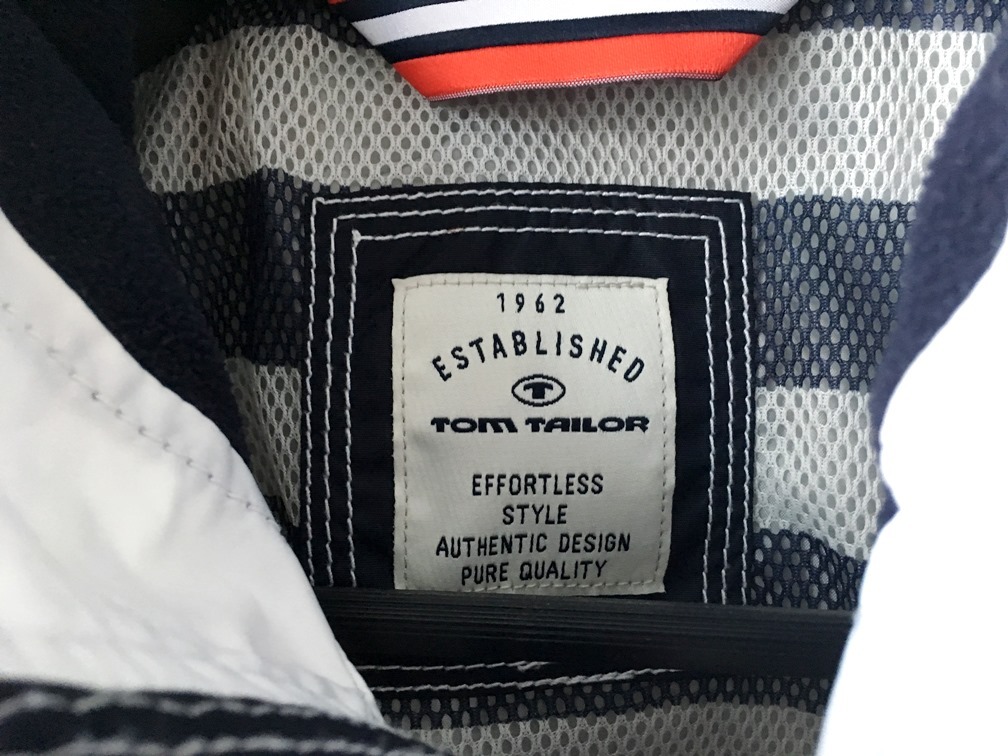 1962
ESTABLISHED
T
TOM TAILOR
EFFORTLESS
STYLE
AUTHENTIC DESIGN
PURE QUALITY